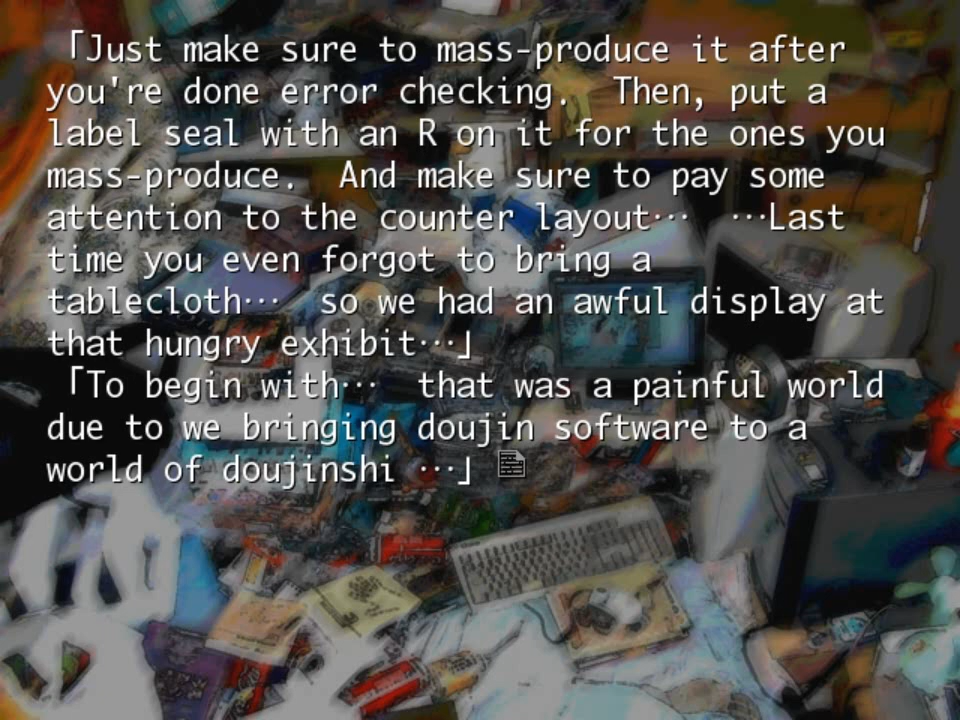 「Just make sure to mass-produce it after
you're done error checking.  Then, put a
label seal with an R on it for the ones you
mass-produce.  And make sure to pay some
attention to the counter layout…  …Last
time you even forgot to bring a
tablecloth…  so we had an awful display at
that hungry exhibit…」
「To begin with…  that was a painful world
due to we bringing doujin software to a
world of doujinshi …」